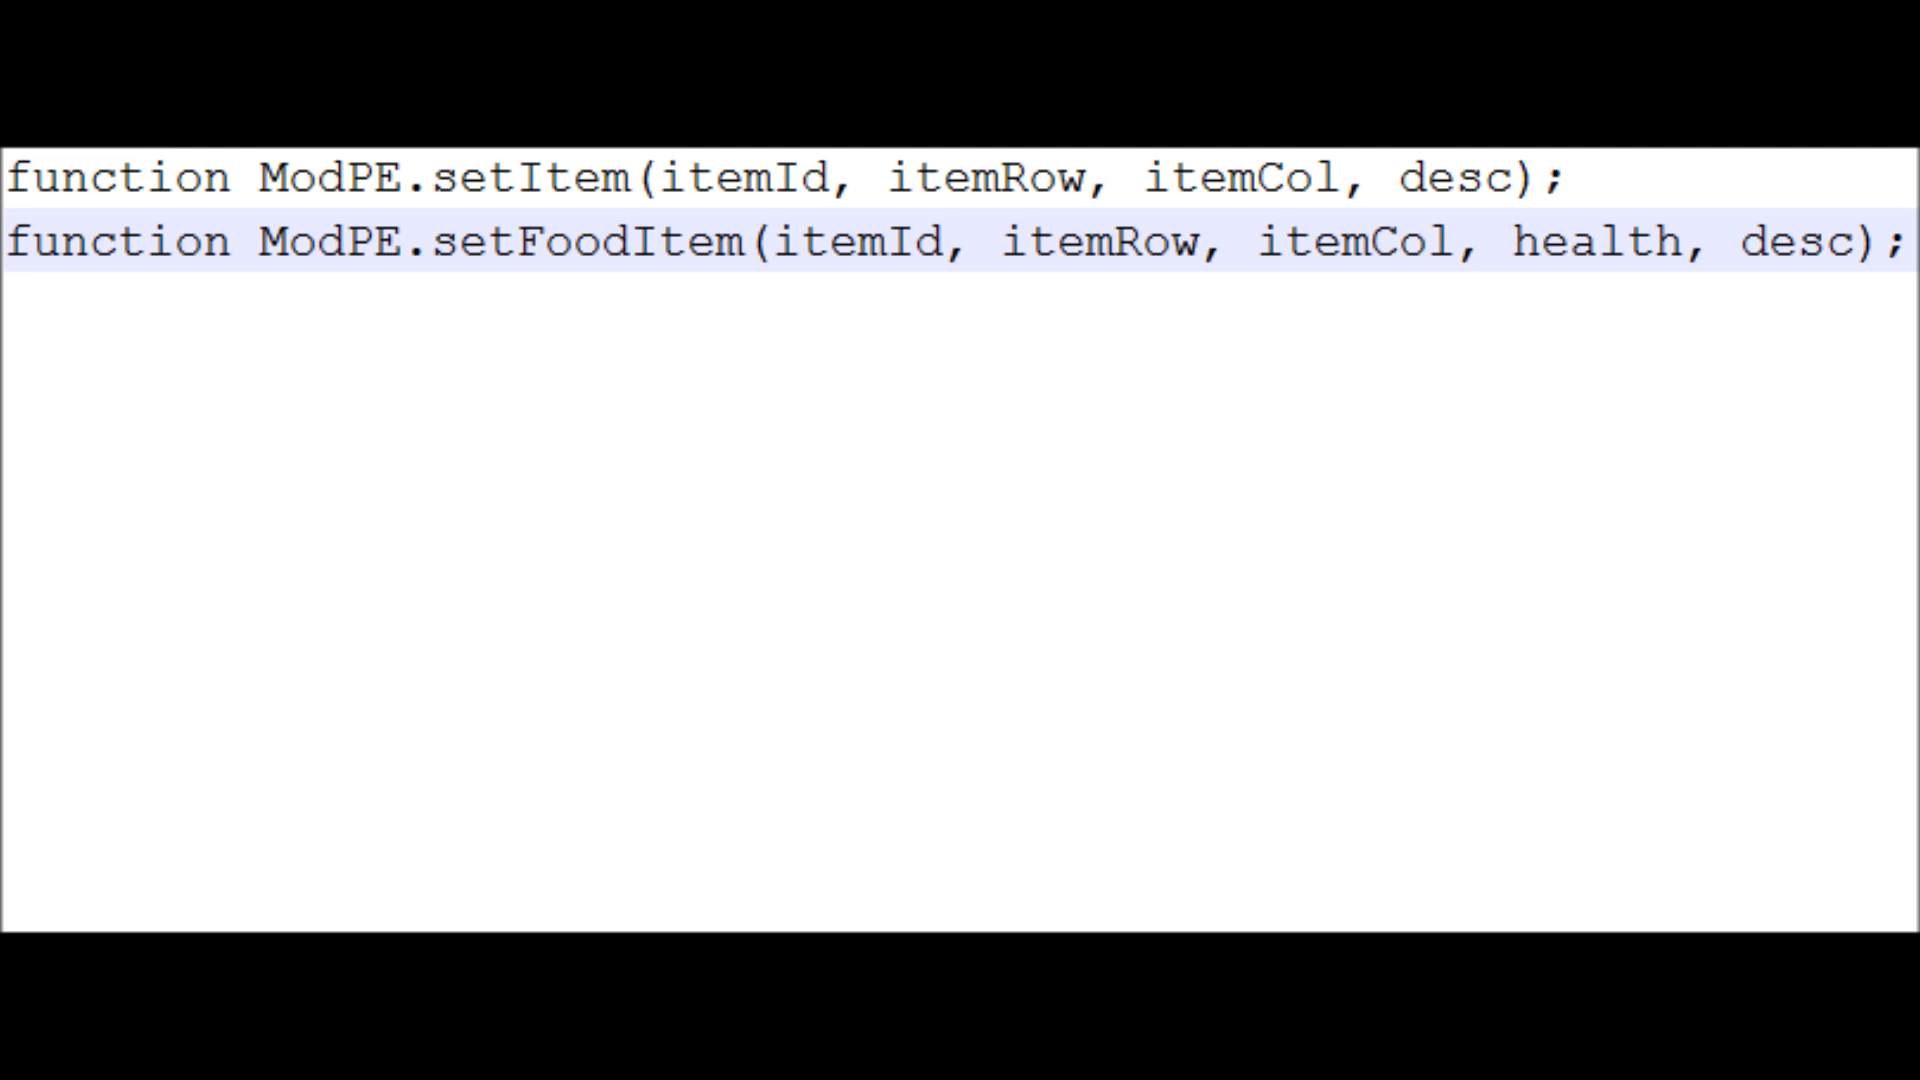 function ModPE.setItem(itemId, itemRow, itemCol, desc);
function ModPE.setFoodItem(itemId, itemRow, itemCol, health, desc);